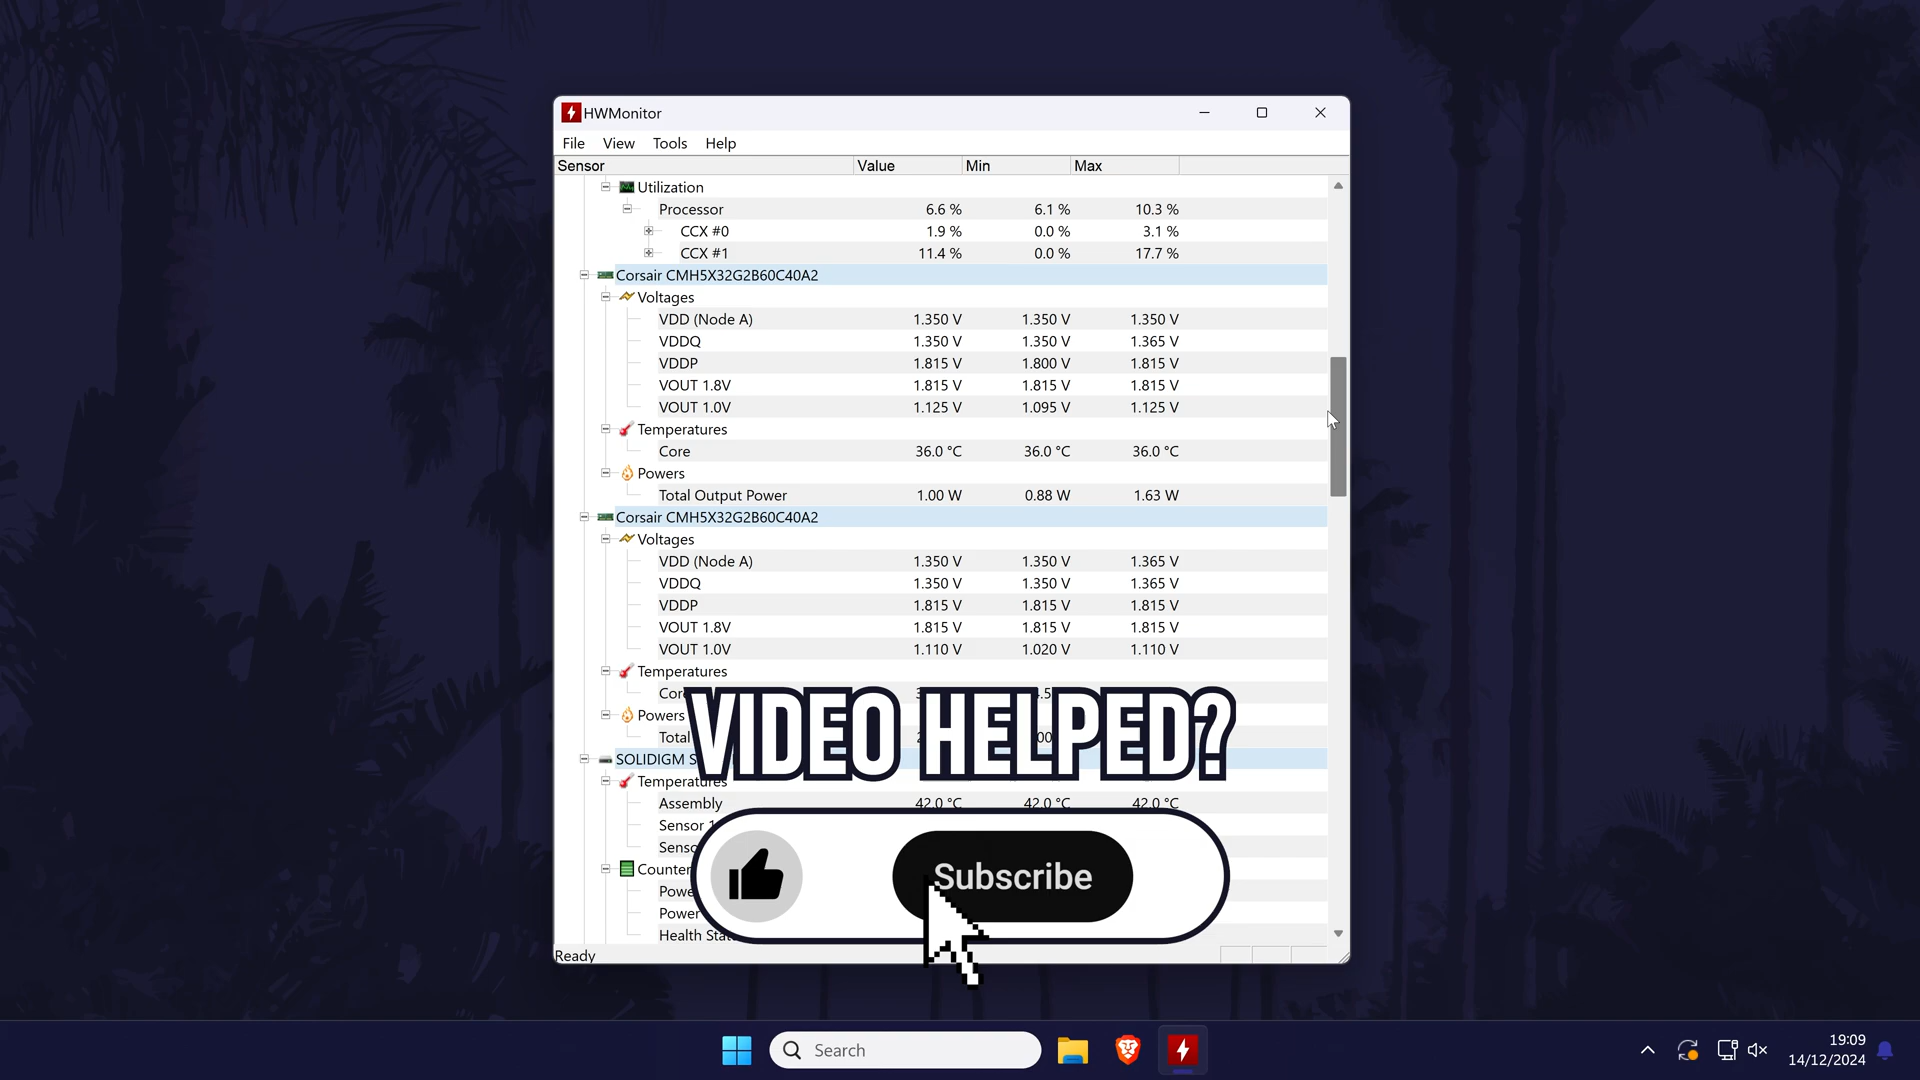 HWMonitor
File View Tools Help
Sensor Value Min Max
Utilization
Processor 6.6 % 6.1 % 10.3 %
CCX #0 1.9 % 0.0 % 3.1 %
CCX #1 11.4 % 0.0 % 17.7 %
Corsair CMH5X32G2B60C40A2
Voltages
VDD (Node A) 1.350 V 1.350 V 1.350 V
VDDQ 1.350 V 1.350 V 1.365 V
VDDP 1.815 V 1.800 V 1.815 V
VOUT 1.8V 1.815 V 1.815 V 1.815 V
VOUT 1.0V 1.125 V 1.095 V 1.125 V
Temperatures
Core 36.0 °C 36.0 °C 36.0 °C
Powers
Total Output Power 1.00 W 0.88 W 1.63 W
Corsair CMH5X32G2B60C40A2
Voltages
VDD (Node A) 1.350 V 1.350 V 1.365 V
VDDQ 1.350 V 1.350 V 1.365 V
VDDP 1.815 V 1.815 V 1.815 V
VOUT 1.8V 1.815 V 1.815 V 1.815 V
VOUT 1.0V 1.110 V 1.020 V 1.110 V
Temperatures
Powers
Total
VIDEO HELPED?
SOLIDIGM
Temperatures
Assembly 42.0 °C 42.0 °C 42.0 °C
Sensor
Subscribe
Power
Health
Ready
Search
19:09
14/12/2024